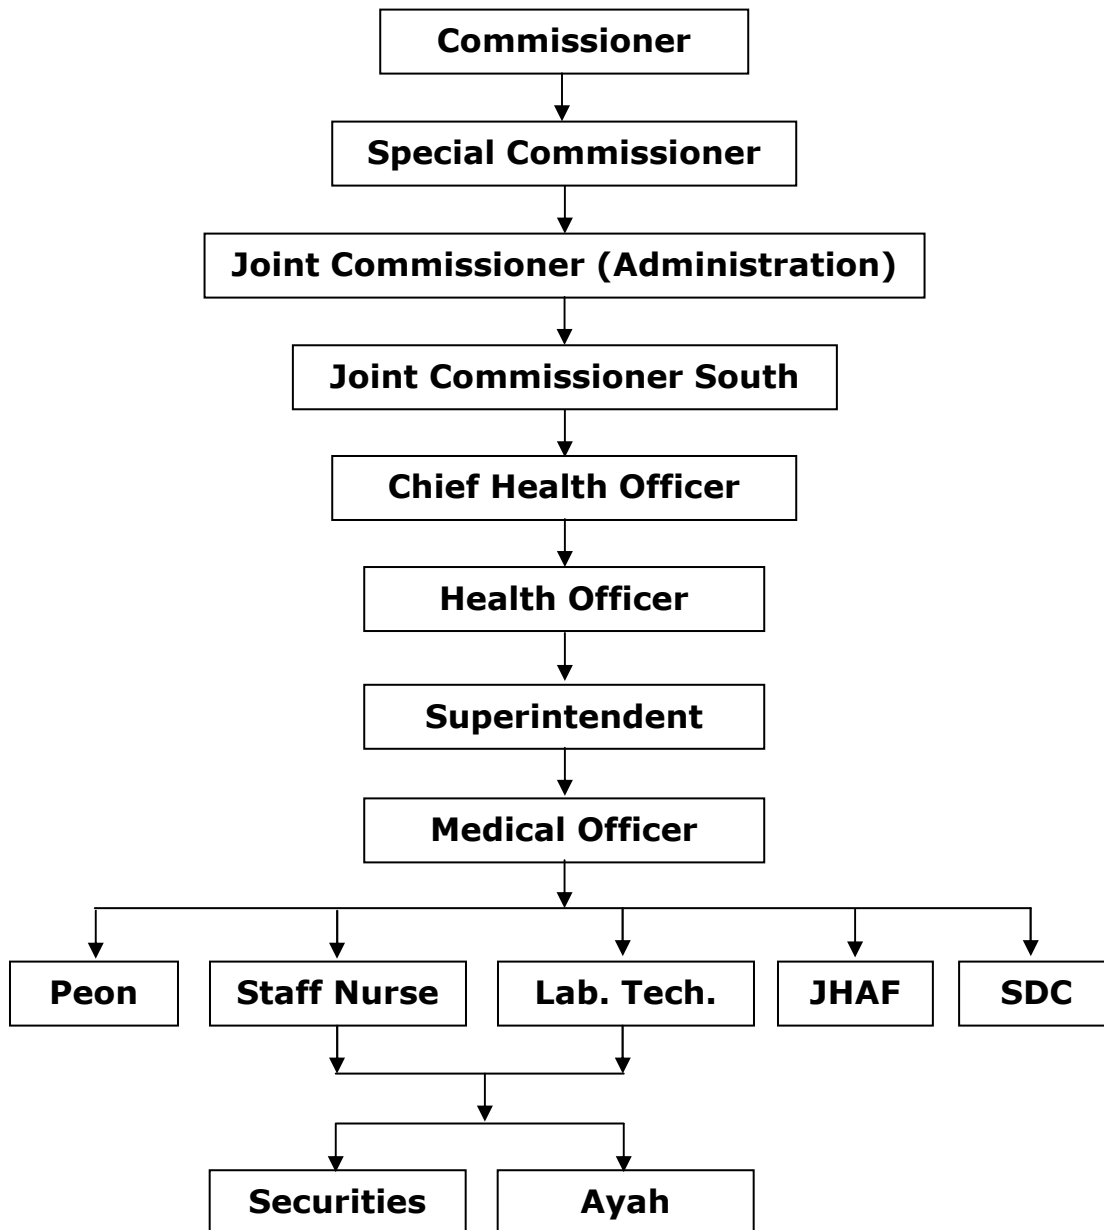 Commissioner
Special Commissioner
Joint Commissioner (Administration)
Joint Commissioner South
Chief Health Officer
Health Officer
Superintendent
Medical Officer
Peon
Staff Nurse
Lab. Tech.
JHAF
SDC
Securities
Ayah